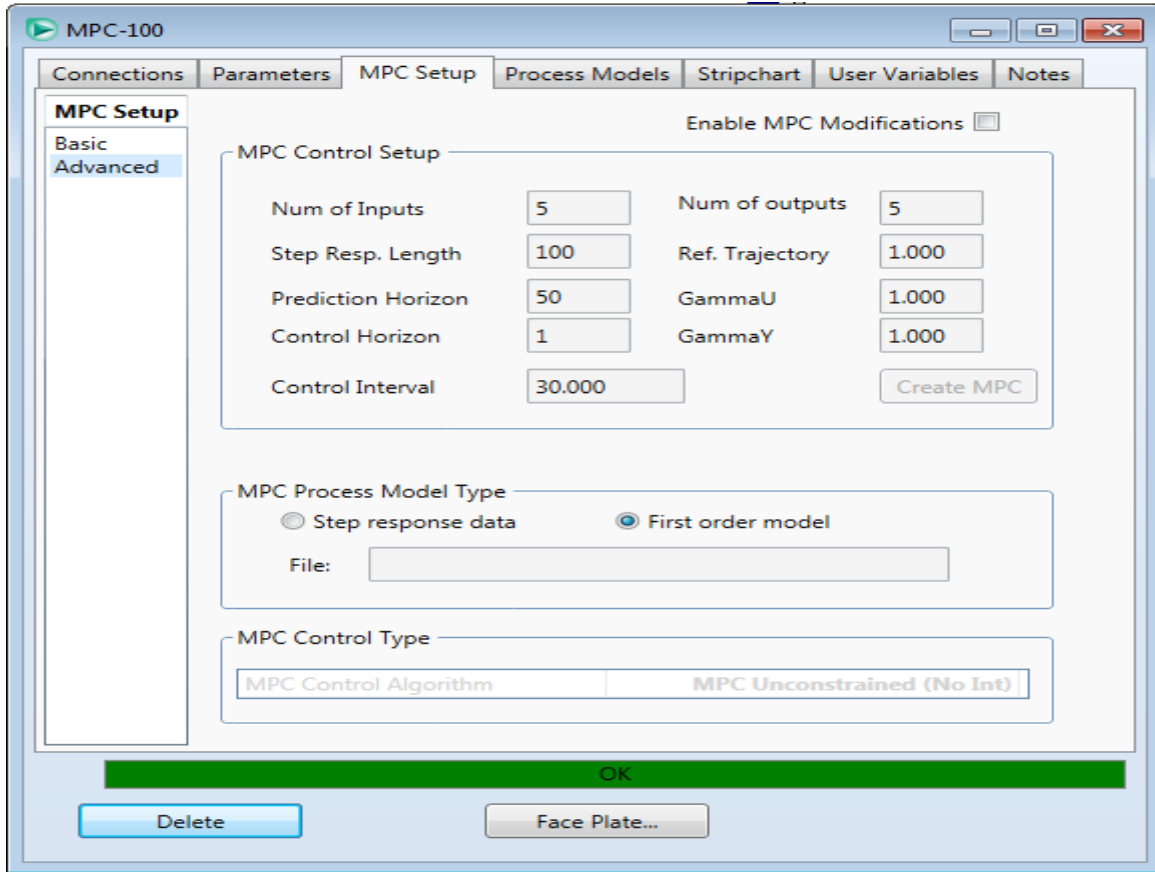 MPC-100
Connections Parameters MPC Setup Process Models Stripchart User Variables Notes
MPC Setup
Basic
Advanced
Enable MPC Modifications
MPC Control Setup
Num of Inputs 5 Num of outputs 5
Step Resp. Length 100 Ref. Trajectory 1.000
Prediction Horizon 50 GammaU 1.000
Control Horizon 1 GammaY 1.000
Control Interval 30.000 Create MPC
MPC Process Model Type
Step response data First order model
File:
MPC Control Type
MPC Control Algorithm MPC Unconstrained (No Int)
OK
Delete Face Plate...